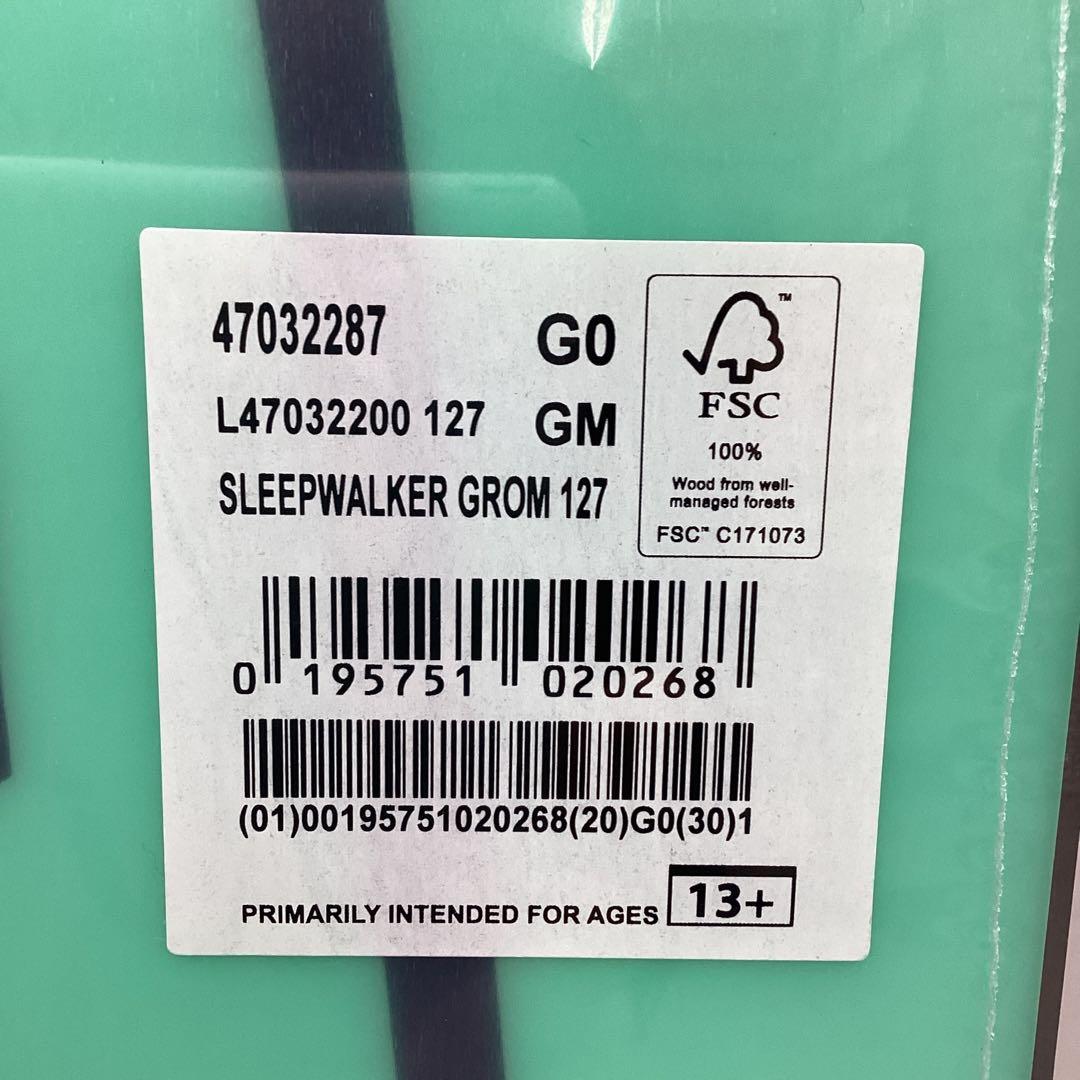 47032287 G0
L47032200 127 GM
SLEEPWALKER GROM 127
™
FSC
100%
Wood from well-
managed forests
FSC™ C171073
0 195751 020268
(01)00195751020268(20)G0(30)1
PRIMARILY INTENDED FOR AGES 13+